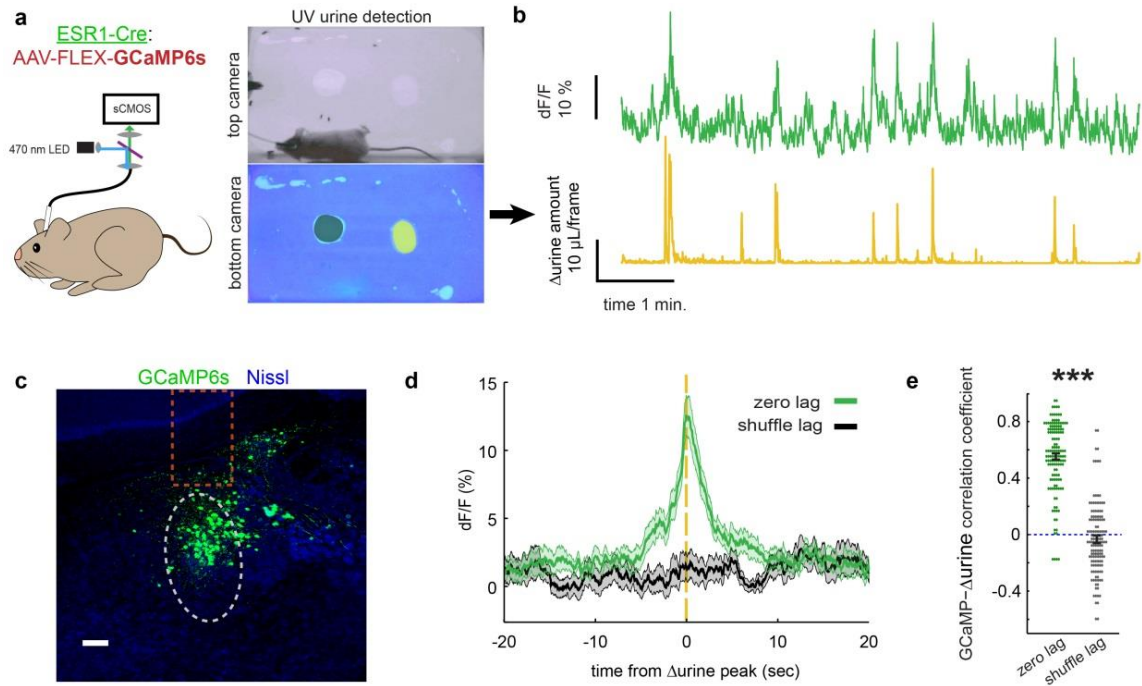 a
ESR1-Cre:
AAV-FLEX-GCaMP6s
sCMOS
470 nm LED
UV urine detection
top camera
bottom camera
b
dF/F
10 %
Δurine amount
10 µL/frame
time 1 min.
c
GCaMP6s Nissl
d
dF/F (%)
15
10
5
0
-20
-10
0
10
20
time from Δurine peak (sec)
zero lag
shuffle lag
e
***
GCaMP-Δurine correlation coefficient
0.8
0.4
0
-0.4
zero lag
shuffle lag